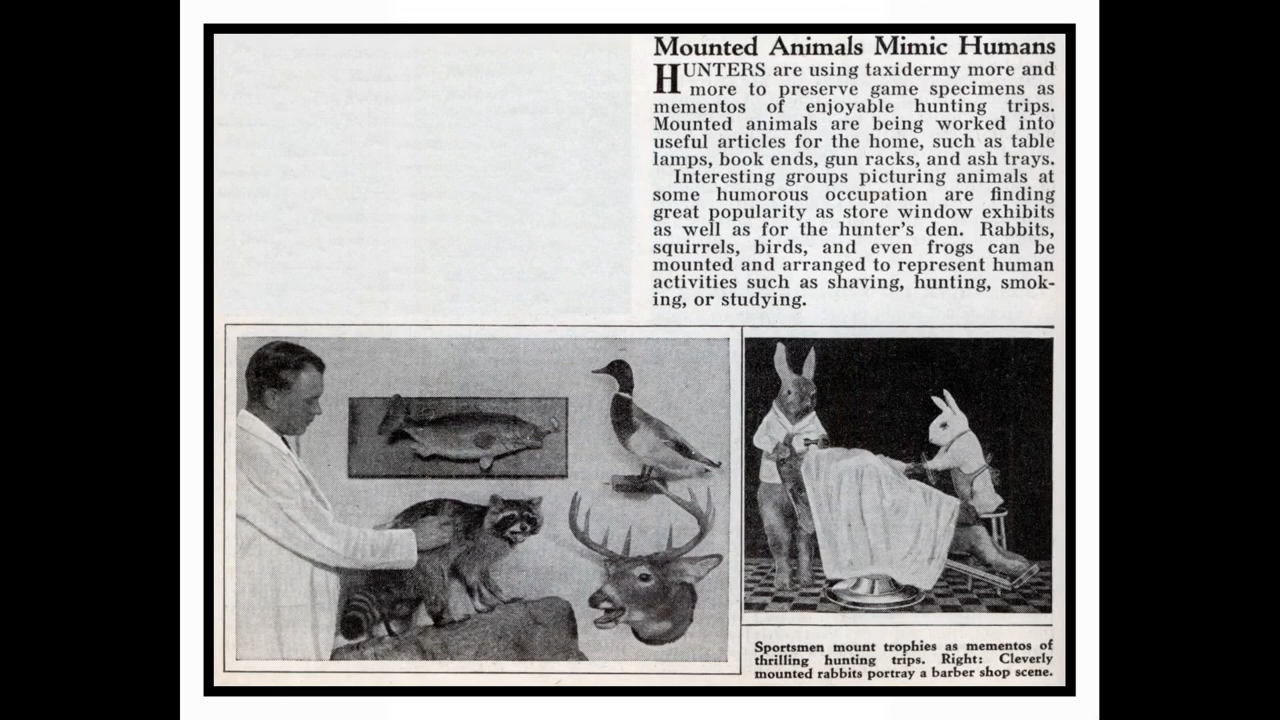 Mounted Animals Mimic Humans
HUNTERS are using taxidermy more and
more to preserve game specimens as
mementos of enjoyable hunting trips.
Mounted animals are being worked into
useful articles for the home, such as table
lamps, book ends, gun racks, and ash trays.
Interesting groups picturing animals at
some humorous occupation are finding
great popularity as store window exhibits
as well as for the hunter's den. Rabbits,
squirrels, birds, and even frogs can be
mounted and arranged to represent human
activities such as shaving, hunting, smok-
ing, or studying.
Sportsmen mount trophies as mementos of
thrilling hunting trips. Right: Cleverly
mounted rabbits portray a barber shop scene.